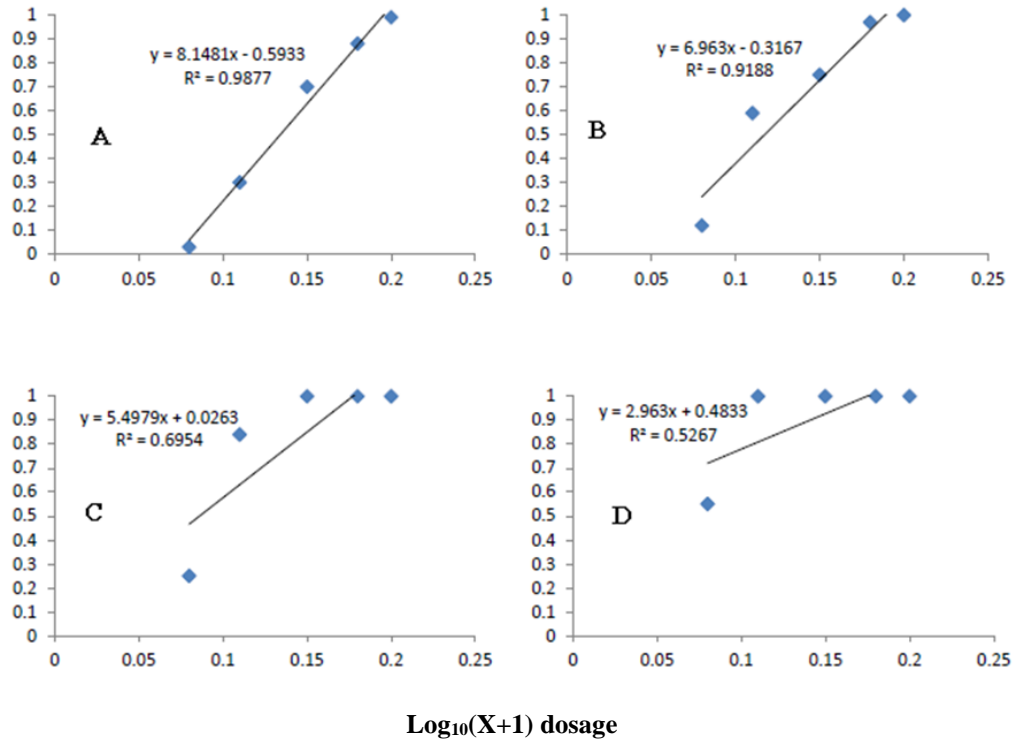 1
0.9
0.8
0.7
0.6
0.5
0.4
0.3
0.2
0.1
0
0 0.05 0.1 0.15 0.2 0.25
y = 8.1481x - 0.5933
R² = 0.9877
A
1
0.9
0.8
0.7
0.6
0.5
0.4
0.3
0.2
0.1
0
0 0.05 0.1 0.15 0.2 0.25
y = 6.963x - 0.3167
R² = 0.9188
B
1
0.9
0.8
0.7
0.6
0.5
0.4
0.3
0.2
0.1
0
0 0.05 0.1 0.15 0.2 0.25
y = 5.4979x + 0.0263
R² = 0.6954
C
1
0.9
0.8
0.7
0.6
0.5
0.4
0.3
0.2
0.1
0
0 0.05 0.1 0.15 0.2 0.25
y = 2.963x + 0.4833
R² = 0.5267
D
Log₁₀(X+1) dosage